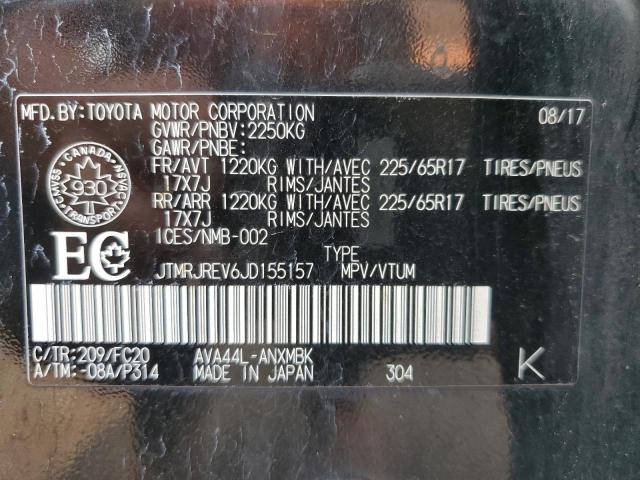 MFD.BY:TOYOTA MOTOR CORPORATION 08/17
GVWR/PNBV:2250KG
GAWR/PNBE:
FR/AVT 1220KG WITH/AVEC 225/65R17 TIRES/PNEUS
17X7J RIMS/JANTES
RR/ARR 1220KG WITH/AVEC 225/65R17 TIRES/PNEUS
17X7J RIMS/JANTES
ICES/NMB-002
CANADA
CMVSS 930 NSVAC
TRANSPORT
EC
TYPE
JTMRJREV6JD155157 MPV/VTUM
C/TR:209/FC20 AVA44L-ANXMBK
A/TM:-08A/P314 MADE IN JAPAN 304 K